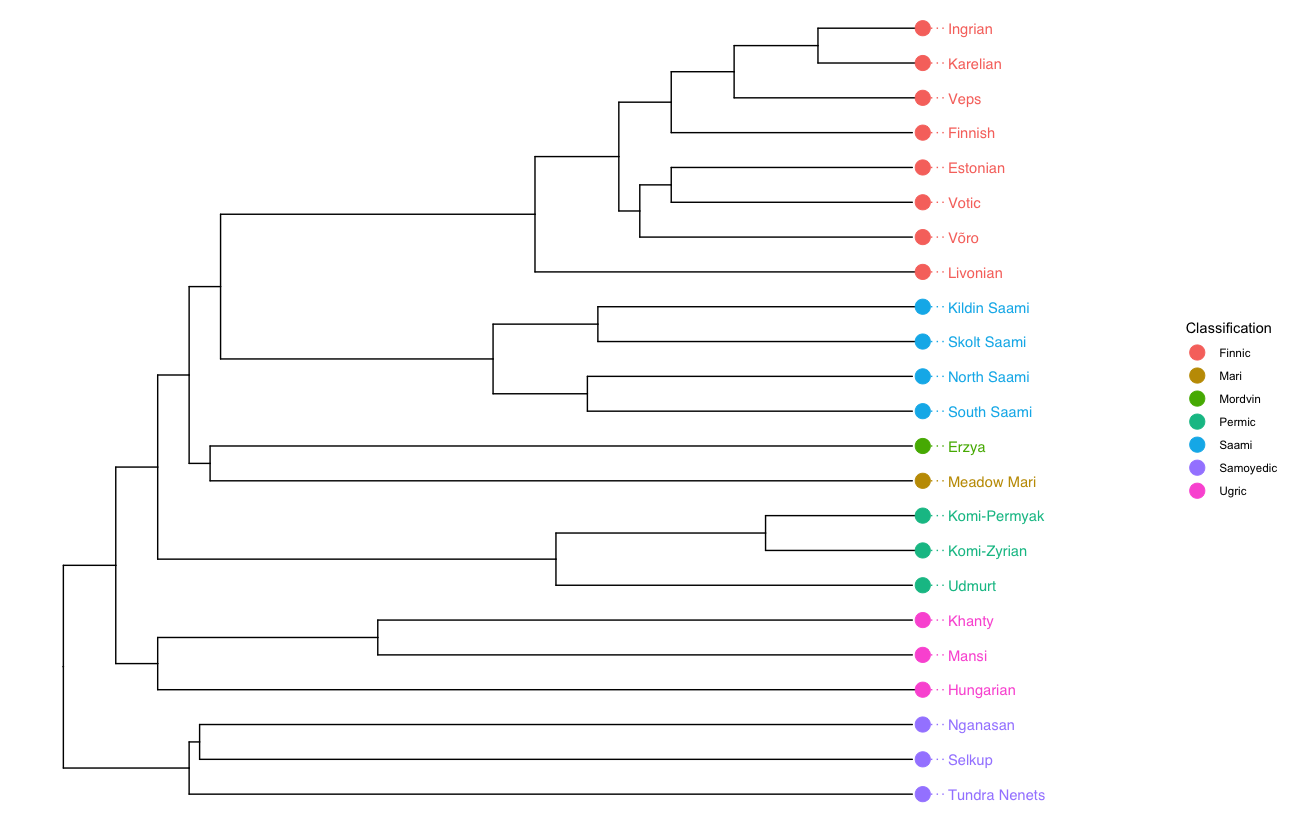 Ingrian
Karelian
Veps
Finnish
Estonian
Votic
Võro
Livonian
Kildin Saami
Skolt Saami
North Saami
South Saami
Erzya
Meadow Mari
Komi-Permyak
Komi-Zyrian
Udmurt
Khanty
Mansi
Hungarian
Nganasan
Selkup
Tundra Nenets
Classification
Finnic
Mari
Mordvin
Permic
Saami
Samoyedic
Ugric